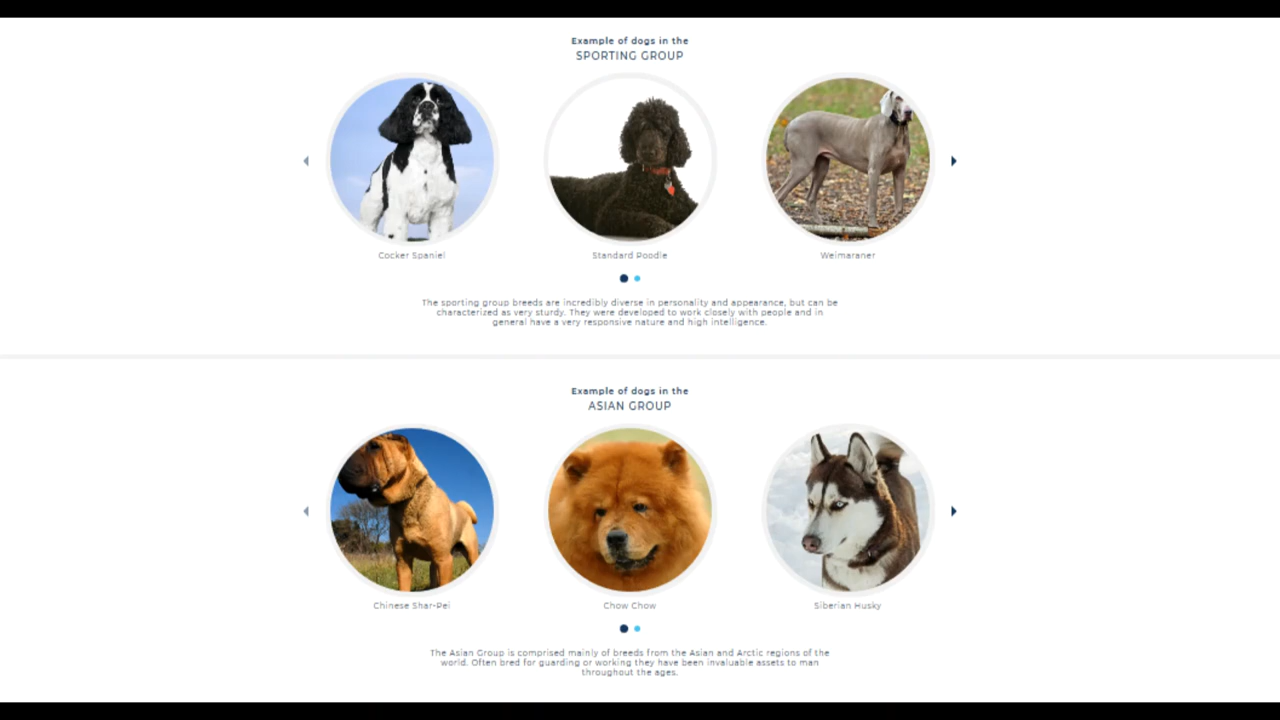 Example of dogs in the
SPORTING GROUP
Cocker Spaniel
Standard Poodle
Weimaraner
The sporting group breeds are incredibly diverse in personality and appearance, but can be
characterized as very sturdy. They were developed to work closely with people and in
general have a very responsive nature and high intelligence.
Example of dogs in the
ASIAN GROUP
Chinese Shar-Pei
Chow Chow
Siberian Husky
The Asian Group is comprised mainly of breeds from the Asian and Arctic regions of the
world. Often bred for guarding or working they have been invaluable assets to man
throughout the ages.